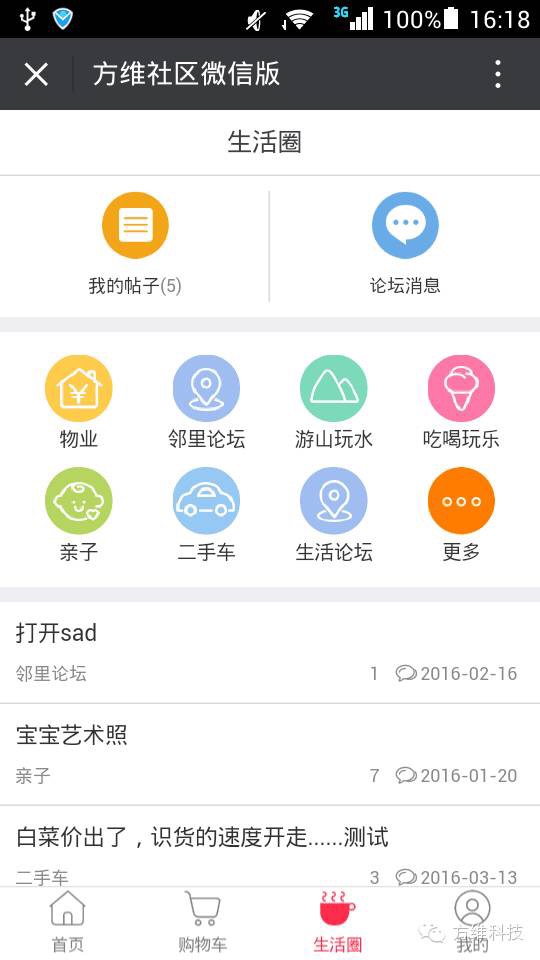 3G 100% 16:18
方维社区微信版
生活圈
我的帖子(5) 论坛消息
物业 邻里论坛 游山玩水 吃喝玩乐
亲子 二手车 生活论坛 更多
打开sad
邻里论坛 1 2016-02-16
宝宝艺术照
亲子 7 2016-01-20
白菜价出了，识货的速度开走......测试
二手车 3 2016-03-13
首页 购物车 生活圈 我的
方维科技